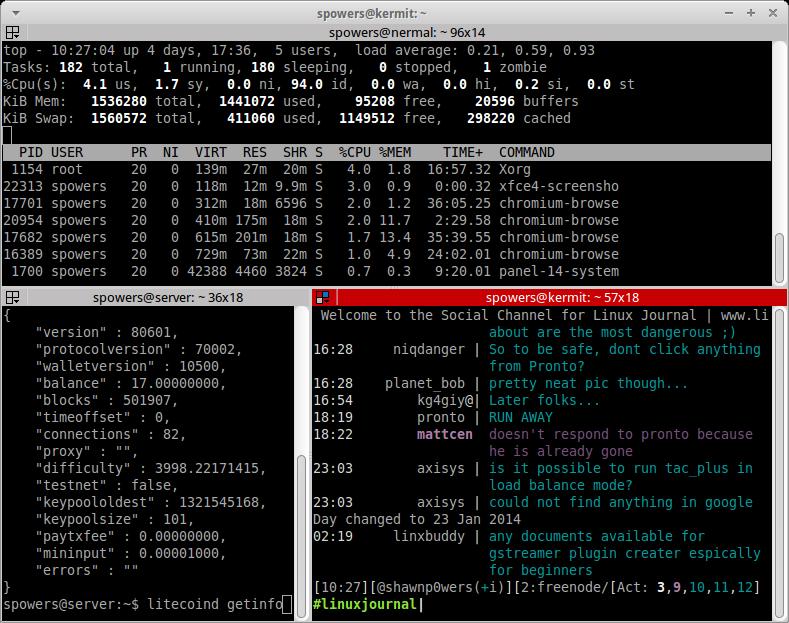 spowers@kermit: ~
spowers@nermal: ~ 96x14
top - 10:27:04 up 4 days, 17:36,  5 users,  load average: 0.21, 0.59, 0.93
Tasks: 182 total,   1 running, 180 sleeping,   0 stopped,   1 zombie
%Cpu(s):  4.1 us,  1.7 sy,  0.0 ni, 94.0 id,  0.0 wa,  0.0 hi,  0.2 si,  0.0 st
KiB Mem:   1536280 total,  1441072 used,    95208 free,    20596 buffers
KiB Swap:  1560572 total,   411060 used,  1149512 free,   298220 cached
PID USER      PR  NI  VIRT  RES  SHR S  %CPU %MEM    TIME+  COMMAND
1154 root      20   0  139m  27m  20m S   4.0  1.8  16:57.32 Xorg
22313 spowers   20   0  118m  12m 9.9m S   3.0  0.9   0:00.32 xfce4-screensho
17701 spowers   20   0  312m  18m 6596 S   2.0  1.2  36:05.25 chromium-browse
20954 spowers   20   0  410m 175m  18m S   2.0 11.7   2:29.58 chromium-browse
17682 spowers   20   0  615m 201m  18m S   1.7 13.4  35:39.55 chromium-browse
16389 spowers   20   0  729m  73m  22m S   1.0  4.9  24:02.01 chromium-browse
1700 spowers   20   0 42388 4460 3824 S   0.7  0.3   9:20.01 panel-14-system
spowers@server: ~ 36x18
{
"version" : 80601,
"protocolversion" : 70002,
"walletversion" : 10500,
"balance" : 17.00000000,
"blocks" : 501907,
"timeoffset" : 0,
"connections" : 82,
"proxy" : "",
"difficulty" : 3998.22171415,
"testnet" : false,
"keypoololdest" : 1321545168,
"keypoolsize" : 101,
"paytxfee" : 0.00000000,
"mininput" : 0.00001000,
"errors" : ""
}
spowers@server:~$ litecoind getinfo
spowers@kermit: ~ 57x18
Welcome to the Social Channel for Linux Journal | www.li
about are the most dangerous ;)
16:28     niqdanger | So to be safe, dont click anything
from Pronto?
16:28    planet_bob | pretty neat pic though...
16:54        kg4giy@| Later folks...
18:19        pronto | RUN AWAY
18:22       mattcen | doesn't respond to pronto because
he is already gone
23:03        axisys | is it possible to run tac_plus in
load balance mode?
23:03        axisys | could not find anything in google
Day changed to 23 Jan 2014
02:19     linxbuddy | any documents available for
gstreamer plugin creater espically
for beginners
[10:27][@shawnp0wers(+i)][2:freenode/[Act: 3,9,10,11,12]
#linuxjournal|